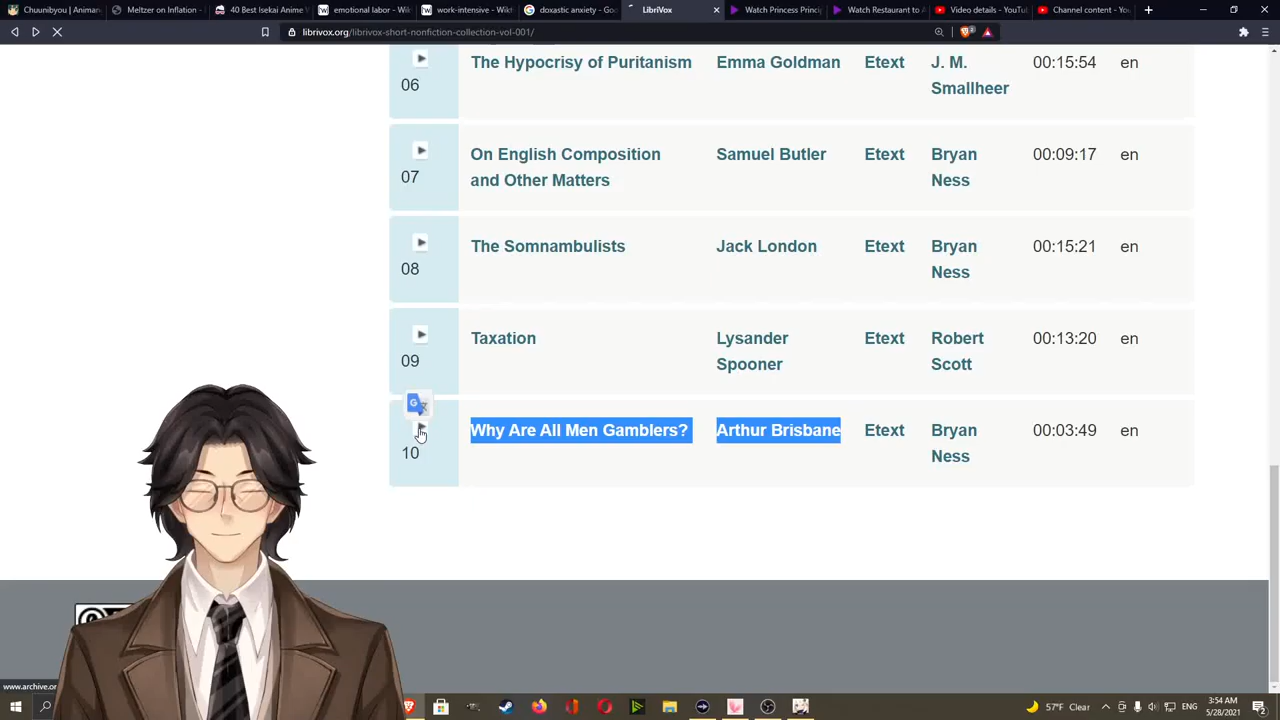 Chuunibyou | Animan
Meltzer on Inflation -
40 Best Isekai Anime
emotional labor - Wik
work-intensive - Wikt
doxastic anxiety - Goo
LibriVox
Watch Princess Princi
Watch Restaurant to A
Video details - YouTu
Channel content - You
librivox.org/librivox-short-nonfiction-collection-vol-001/
06 The Hypocrisy of Puritanism Emma Goldman Etext J. M. 00:15:54 en
Smallheer
07 On English Composition Samuel Butler Etext Bryan 00:09:17 en
and Other Matters Ness
08 The Somnambulists Jack London Etext Bryan 00:15:21 en
Ness
09 Taxation Lysander Etext Robert 00:13:20 en
Spooner Scott
10 Why Are All Men Gamblers? Arthur Brisbane Etext Bryan 00:03:49 en
Ness
www.archive.or
57°F Clear
ENG
3:54 AM
5/28/2021